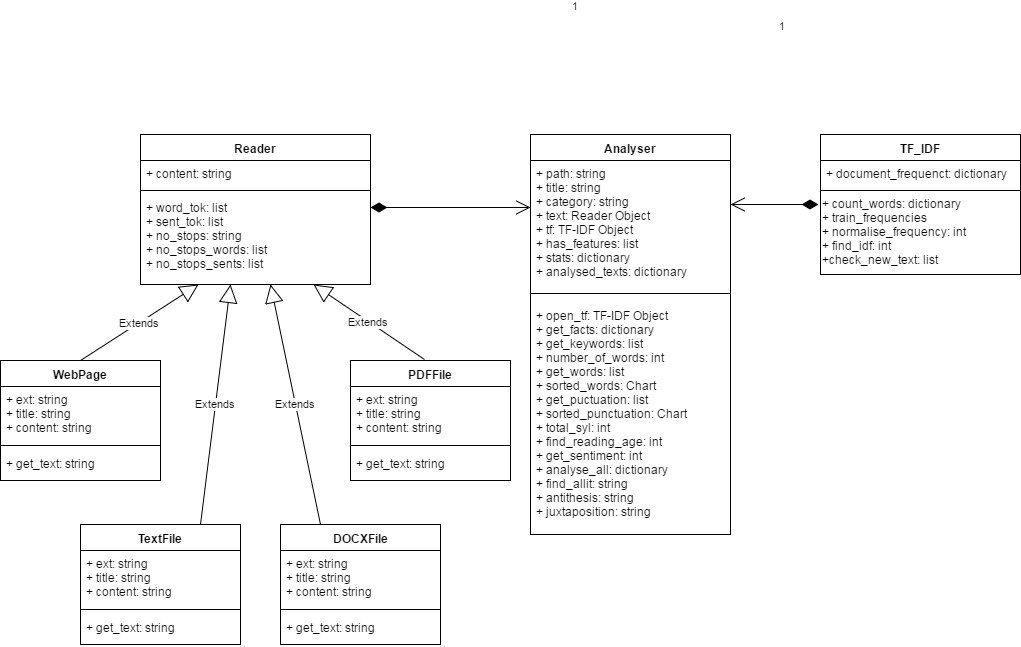 1
1
Reader
+ content: string
+ word_tok: list
+ sent_tok: list
+ no_stops: string
+ no_stops_words: list
+ no_stops_sents: list
Analyser
+ path: string
+ title: string
+ category: string
+ text: Reader Object
+ tf: TF-IDF Object
+ has_features: list
+ stats: dictionary
+ analysed_texts: dictionary
+ open_tf: TF-IDF Object
+ get_facts: dictionary
+ get_keywords: list
+ number_of_words: int
+ get_words: list
+ sorted_words: Chart
+ get_puctuation: list
+ sorted_punctuation: Chart
+ total_syl: int
+ find_reading_age: int
+ get_sentiment: int
+ analyse_all: dictionary
+ find_allit: string
+ antithesis: string
+ juxtaposition: string
TF_IDF
+ document_frequenct: dictionary
+ count_words: dictionary
+ train_frequencies
+ normalise_frequency: int
+ find_idf: int
+check_new_text: list
Extends
Extends
Extends
Extends
WebPage
+ ext: string
+ title: string
+ content: string
+ get_text: string
PDFFile
+ ext: string
+ title: string
+ content: string
+ get_text: string
TextFile
+ ext: string
+ title: string
+ content: string
+ get_text: string
DOCXFile
+ ext: string
+ title: string
+ content: string
+ get_text: string